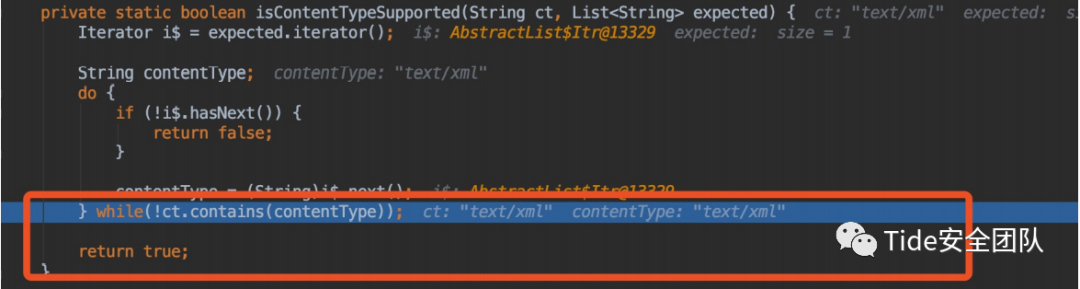 private static boolean isContentTypeSupported(String ct, List<String> expected) { ct: "text/xml" expected: si
Iterator i$ = expected.iterator(); i$: AbstractList$Itr@13329 expected: size = 1
String contentType; contentType: "text/xml"
do {
if (!i$.hasNext()) {
return false;
}
contentType = (String)i$.next(); i$: AbstractList$Itr@13329
} while(!ct.contains(contentType)); ct: "text/xml" contentType: "text/xml"
return true;
}
Tide安全团队